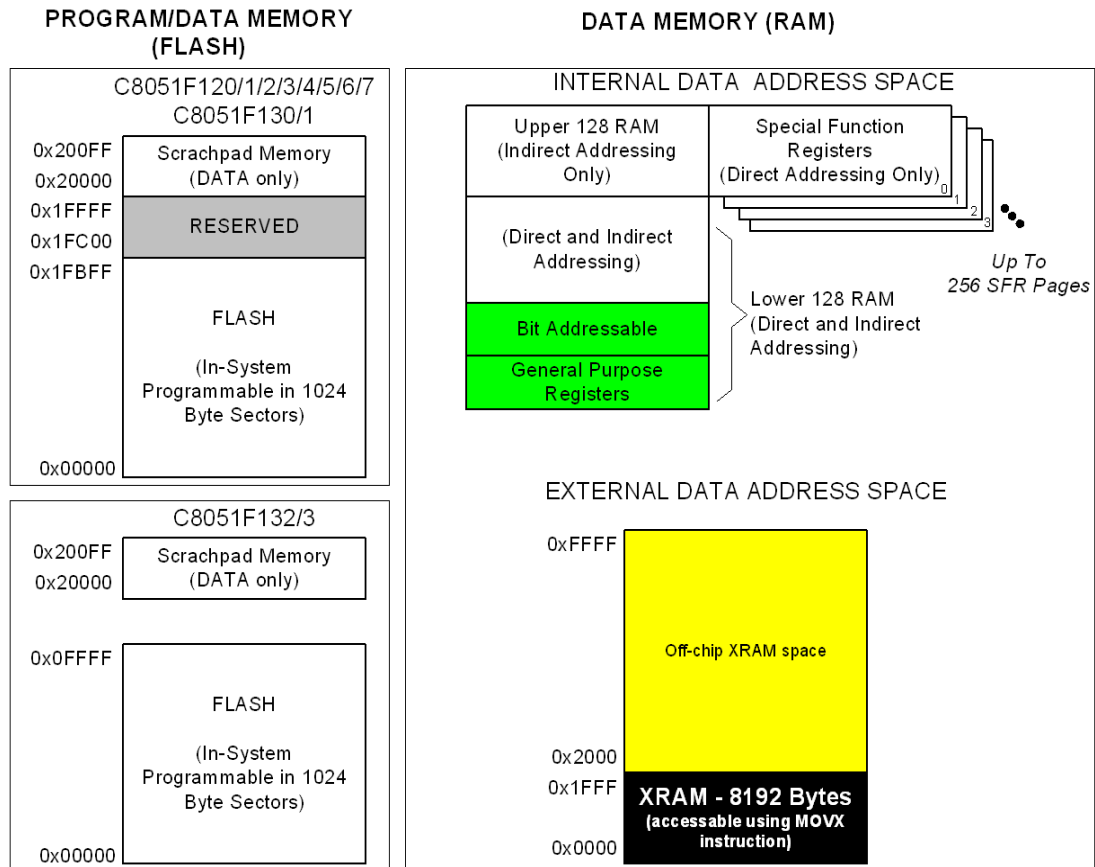 PROGRAM/DATA MEMORY
(FLASH)
C8051F120/1/2/3/4/5/6/7
C8051F130/1
0x200FF
0x20000
Scrachpad Memory
(DATA only)
0x1FFFF
0x1FC00
RESERVED
0x1FBFF
FLASH
(In-System
Programmable in 1024
Byte Sectors)
0x00000
C8051F132/3
0x200FF
0x20000
Scrachpad Memory
(DATA only)
0x0FFFF
FLASH
(In-System
Programmable in 1024
Byte Sectors)
0x00000
DATA MEMORY (RAM)
INTERNAL DATA ADDRESS SPACE
Upper 128 RAM
(Indirect Addressing
Only)
Special Function
Registers
(Direct Addressing Only)
0
1
2
3
Up To
256 SFR Pages
(Direct and Indirect
Addressing)
Bit Addressable
General Purpose
Registers
Lower 128 RAM
(Direct and Indirect
Addressing)
EXTERNAL DATA ADDRESS SPACE
0xFFFF
Off-chip XRAM space
0x2000
0x1FFF
XRAM - 8192 Bytes
(accessable using MOVX
instruction)
0x0000